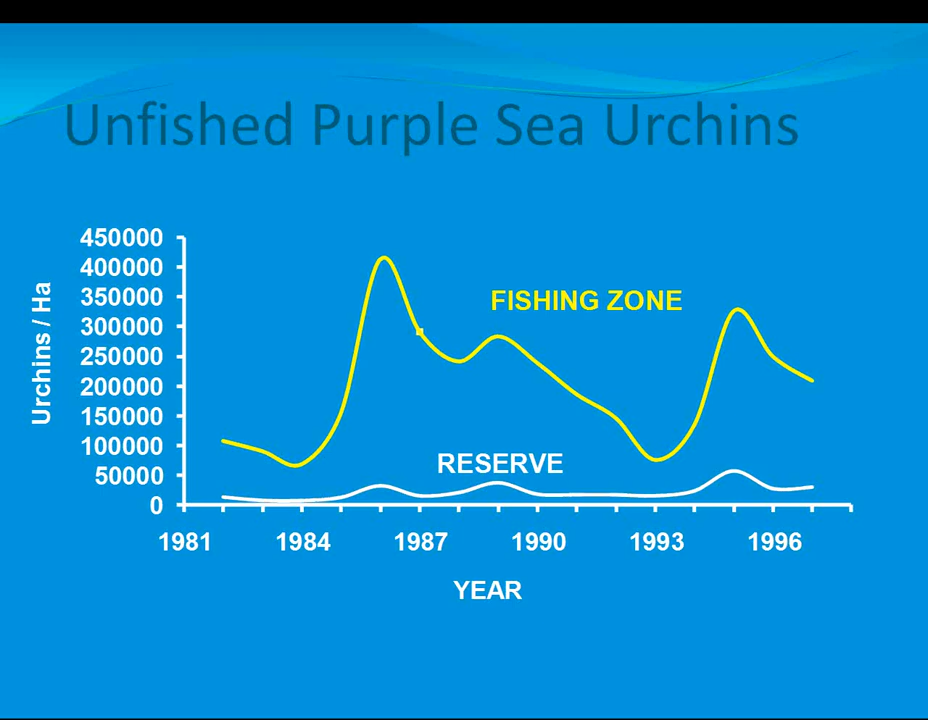 Unfished Purple Sea Urchins
450000
400000
350000
300000
250000
200000
150000
100000
50000
0
Urchins / Ha
FISHING ZONE
RESERVE
1981 1984 1987 1990 1993 1996
YEAR